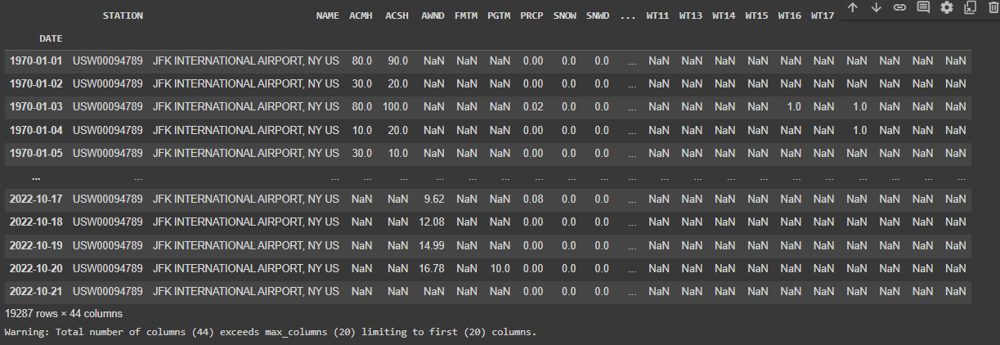 STATION NAME ACMH ACSH AWND FMTM PGTM PRCP SNOW SNWD ... WT11 WT13 WT14 WT15 WT16 WT17
DATE
1970-01-01 USW00094789 JFK INTERNATIONAL AIRPORT, NY US 80.0 90.0 NaN NaN NaN 0.00 0.0 0.0 ... NaN NaN NaN NaN NaN NaN NaN NaN NaN NaN
1970-01-02 USW00094789 JFK INTERNATIONAL AIRPORT, NY US 30.0 20.0 NaN NaN NaN 0.00 0.0 0.0 ... NaN NaN NaN NaN NaN NaN NaN NaN NaN NaN
1970-01-03 USW00094789 JFK INTERNATIONAL AIRPORT, NY US 80.0 100.0 NaN NaN NaN 0.02 0.0 0.0 ... NaN NaN NaN NaN 1.0 NaN 1.0 NaN NaN NaN
1970-01-04 USW00094789 JFK INTERNATIONAL AIRPORT, NY US 10.0 20.0 NaN NaN NaN 0.00 0.0 0.0 ... NaN NaN NaN NaN NaN NaN 1.0 NaN NaN NaN
1970-01-05 USW00094789 JFK INTERNATIONAL AIRPORT, NY US 30.0 10.0 NaN NaN NaN 0.00 0.0 0.0 ... NaN NaN NaN NaN NaN NaN NaN NaN NaN NaN
... ... ... ... ... ... ... ... ... ... ... ... ... ... ... ... ... ... ... ... ... ...
2022-10-17 USW00094789 JFK INTERNATIONAL AIRPORT, NY US NaN NaN 9.62 NaN NaN 0.08 0.0 0.0 ... NaN NaN NaN NaN NaN NaN NaN NaN NaN NaN
2022-10-18 USW00094789 JFK INTERNATIONAL AIRPORT, NY US NaN NaN 12.08 NaN NaN 0.00 0.0 0.0 ... NaN NaN NaN NaN NaN NaN NaN NaN NaN NaN
2022-10-19 USW00094789 JFK INTERNATIONAL AIRPORT, NY US NaN NaN 14.99 NaN NaN 0.00 0.0 0.0 ... NaN NaN NaN NaN NaN NaN NaN NaN NaN NaN
2022-10-20 USW00094789 JFK INTERNATIONAL AIRPORT, NY US NaN NaN 16.78 NaN 10.0 0.00 0.0 0.0 ... NaN NaN NaN NaN NaN NaN NaN NaN NaN NaN
2022-10-21 USW00094789 JFK INTERNATIONAL AIRPORT, NY US NaN NaN NaN NaN NaN 0.00 0.0 0.0 ... NaN NaN NaN NaN NaN NaN NaN NaN NaN NaN
19287 rows × 44 columns
Warning: Total number of columns (44) exceeds max_columns (20) limiting to first (20) columns.